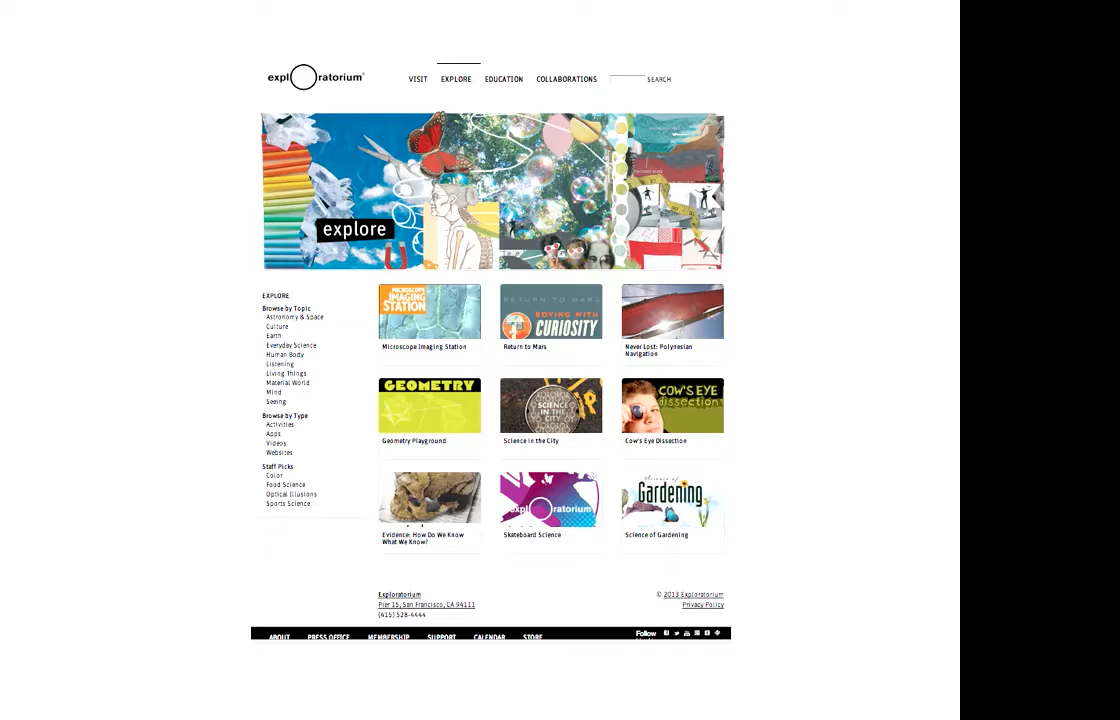 expl ratorium®
VISIT EXPLORE EDUCATION COLLABORATIONS SEARCH
explore
EXPLORE
Browse by Topic
Astronomy & Space
Culture
Earth
Everyday Science
Human Body
Listening
Living Things
Material World
Mind
Seeing
Browse by Type
Activities
Apps
Videos
Websites
Staff Picks
Color
Food Science
Optical Illusions
Sports Science
MICROSCOPE
IMAGING
STATION
Microscope Imaging Station
RETURN TO MARS
ROVING WITH
CURIOSITY
Return to Mars
Never Lost: Polynesian
Navigation
GEOMETRY
Geometry Playground
SCIENCE
IN THE
CITY
Science in the City
COW'S EYE
dissection
Cow's Eye Dissection
Evidence: How Do We Know
What We Know?
expl ratorium
Skateboard Science
Science of
Gardening
Science of Gardening
Exploratorium
Pier 15, San Francisco, CA 94111
(415) 528-4444
© 2013 Exploratorium
Privacy Policy
ABOUT PRESS OFFICE MEMBERSHIP SUPPORT CALENDAR STORE
Follow